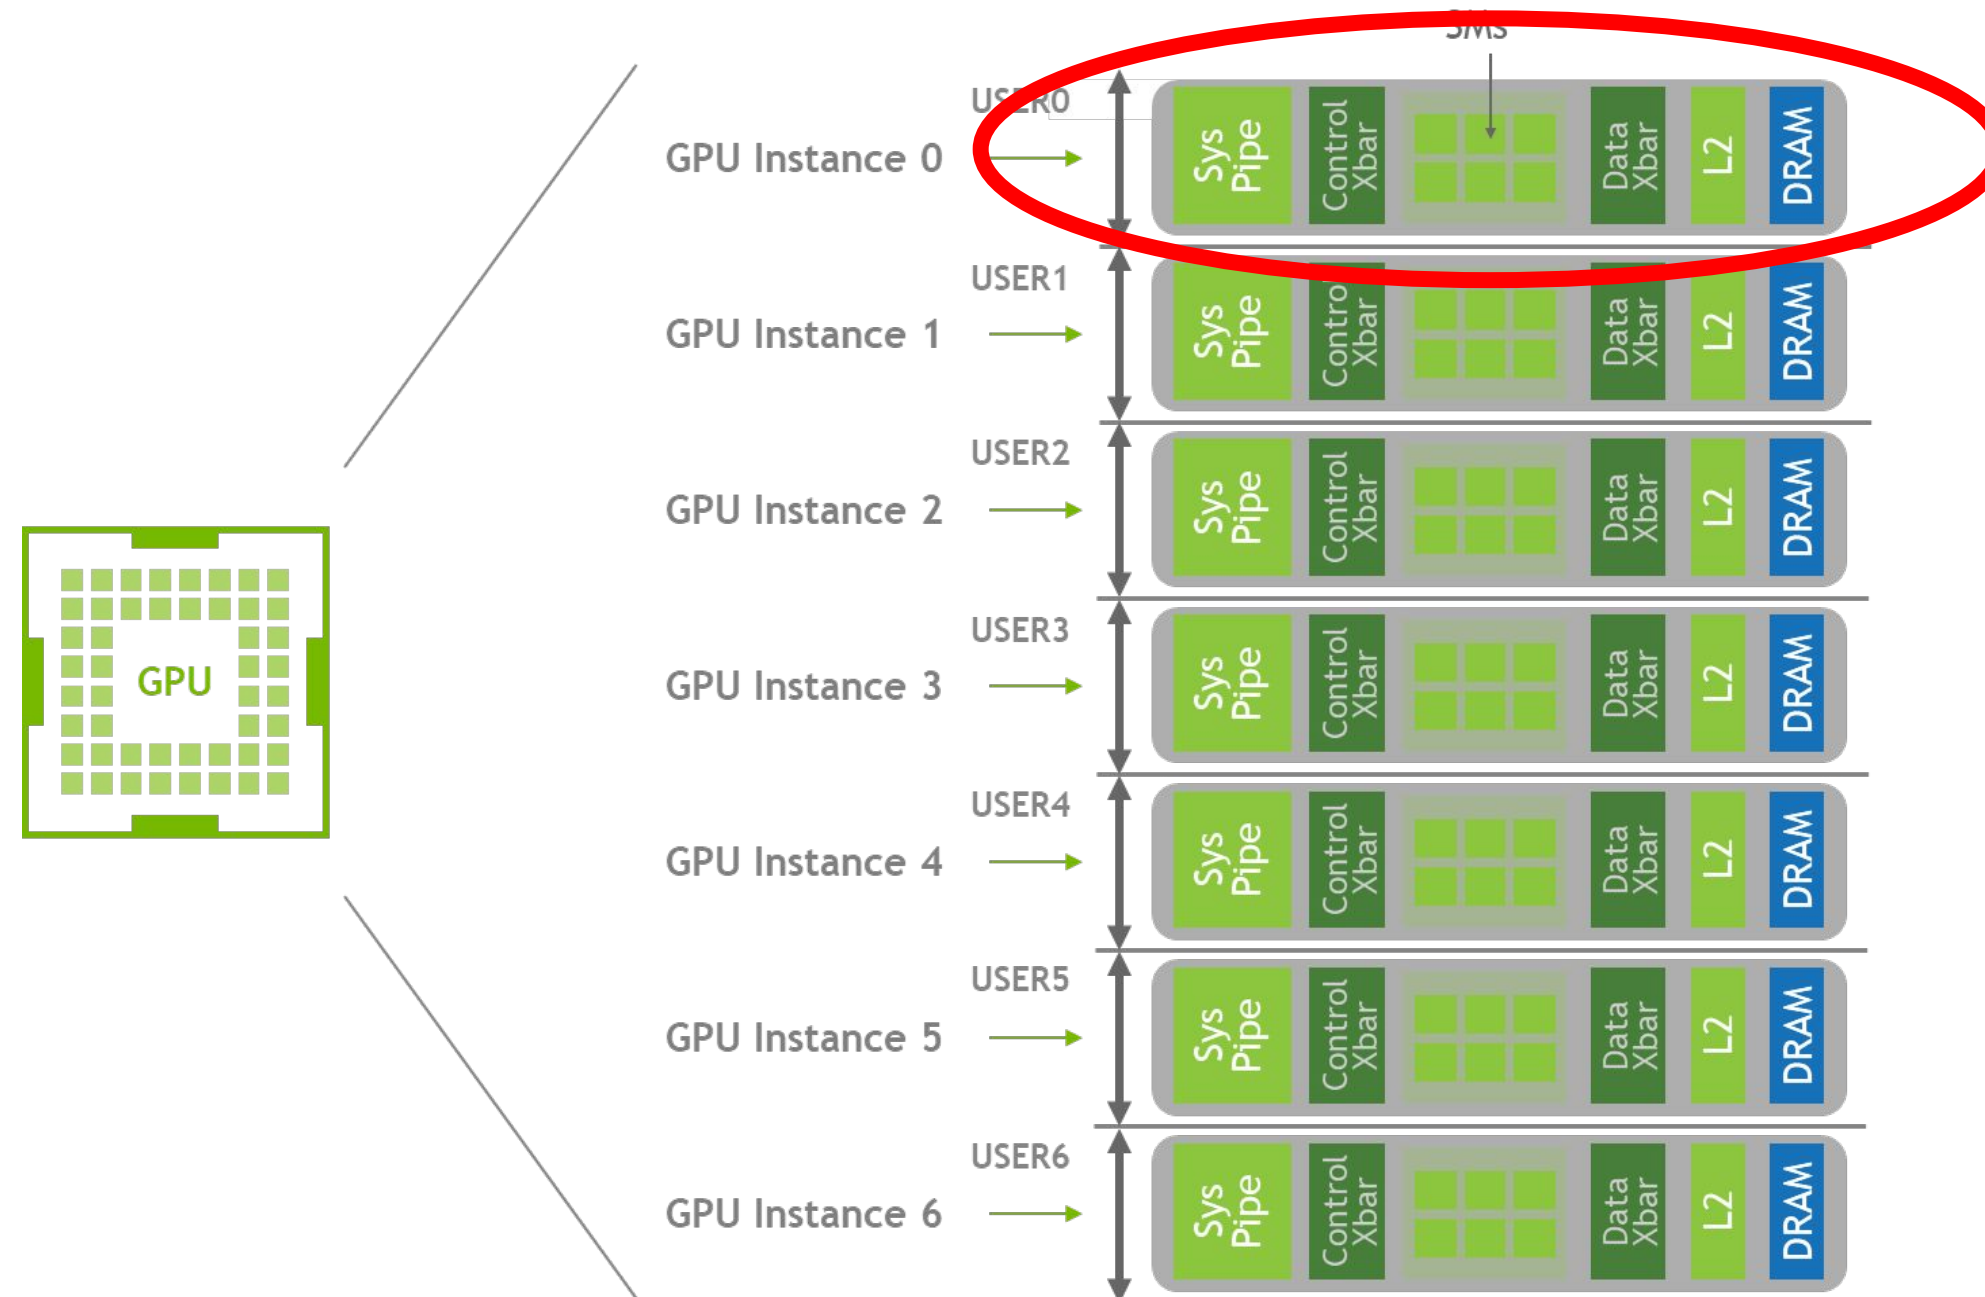 SMs
USER0
GPU Instance 0
Sys
Pipe
Control
Xbar
Data
Xbar
L2
DRAM
USER1
GPU Instance 1
Sys
Pipe
Control
Xbar
Data
Xbar
L2
DRAM
USER2
GPU Instance 2
Sys
Pipe
Control
Xbar
Data
Xbar
L2
DRAM
USER3
GPU Instance 3
Sys
Pipe
Control
Xbar
Data
Xbar
L2
DRAM
GPU
USER4
GPU Instance 4
Sys
Pipe
Control
Xbar
Data
Xbar
L2
DRAM
USER5
GPU Instance 5
Sys
Pipe
Control
Xbar
Data
Xbar
L2
DRAM
USER6
GPU Instance 6
Sys
Pipe
Control
Xbar
Data
Xbar
L2
DRAM